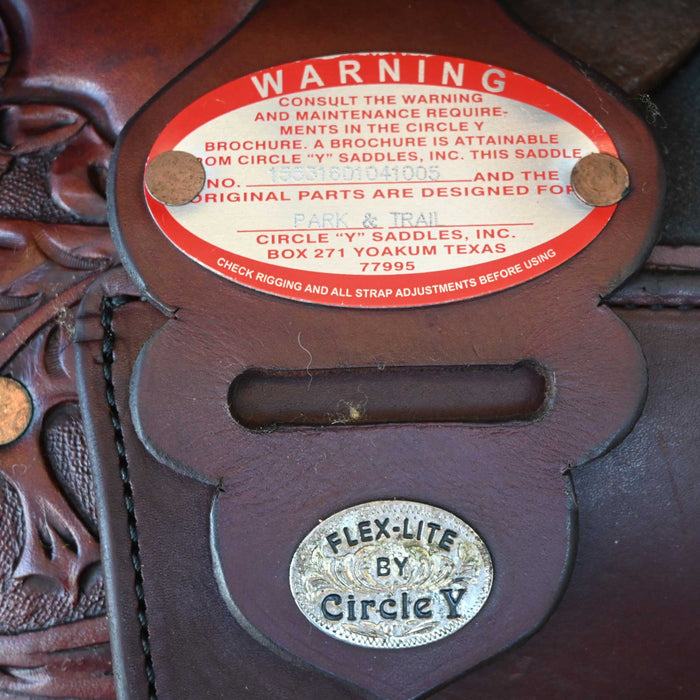 WARNING
CONSULT THE WARNING
AND MAINTENANCE REQUIRE-
MENTS IN THE CIRCLE Y
BROCHURE. A BROCHURE IS ATTAINABLE
CIRCLE "Y" SADDLES, INC. THIS SADDLE
NO. 15531601041005 AND THE
ORIGINAL PARTS ARE DESIGNED FOR
PARK & TRAIL
CIRCLE "Y" SADDLES, INC.
BOX 271 YOAKUM TEXAS
77995
CHECK RIGGING AND ALL STRAP ADJUSTMENTS BEFORE USING
FLEX-LITE
BY
Circle Y